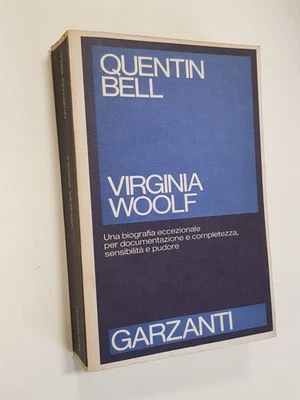 QUENTIN
BELL
VIRGINIA
WOOLF
Una biografia eccezionale
per documentazione e completezza,
sensibilità e pudore
GARZANTI